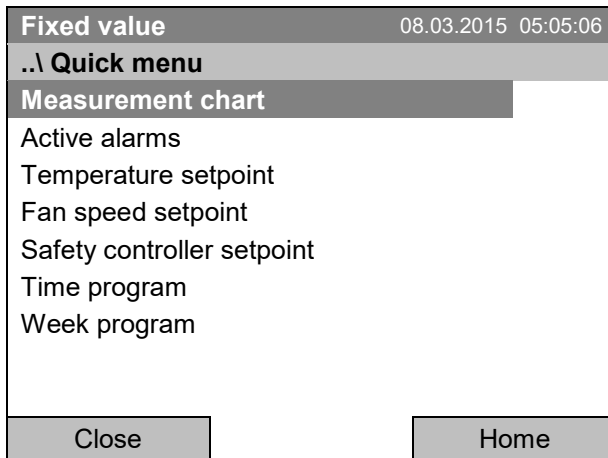 Fixed value 08.03.2015 05:05:06
..\ Quick menu
Measurement chart
Active alarms
Temperature setpoint
Fan speed setpoint
Safety controller setpoint
Time program
Week program
Close Home